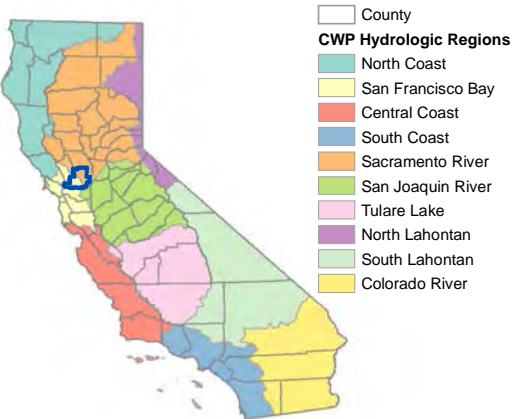 County
CWP Hydrologic Regions
North Coast
San Francisco Bay
Central Coast
South Coast
Sacramento River
San Joaquin River
Tulare Lake
North Lahontan
South Lahontan
Colorado River